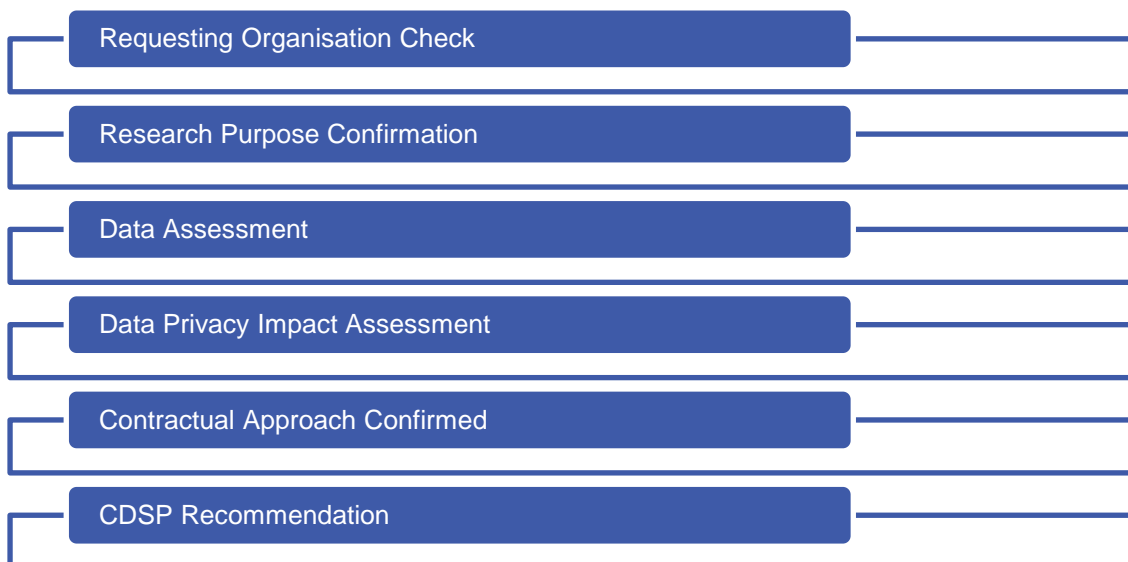 Requesting Organisation Check
Research Purpose Confirmation
Data Assessment
Data Privacy Impact Assessment
Contractual Approach Confirmed
CDSP Recommendation